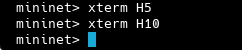 mininet> xterm H5
mininet> xterm H10
mininet>